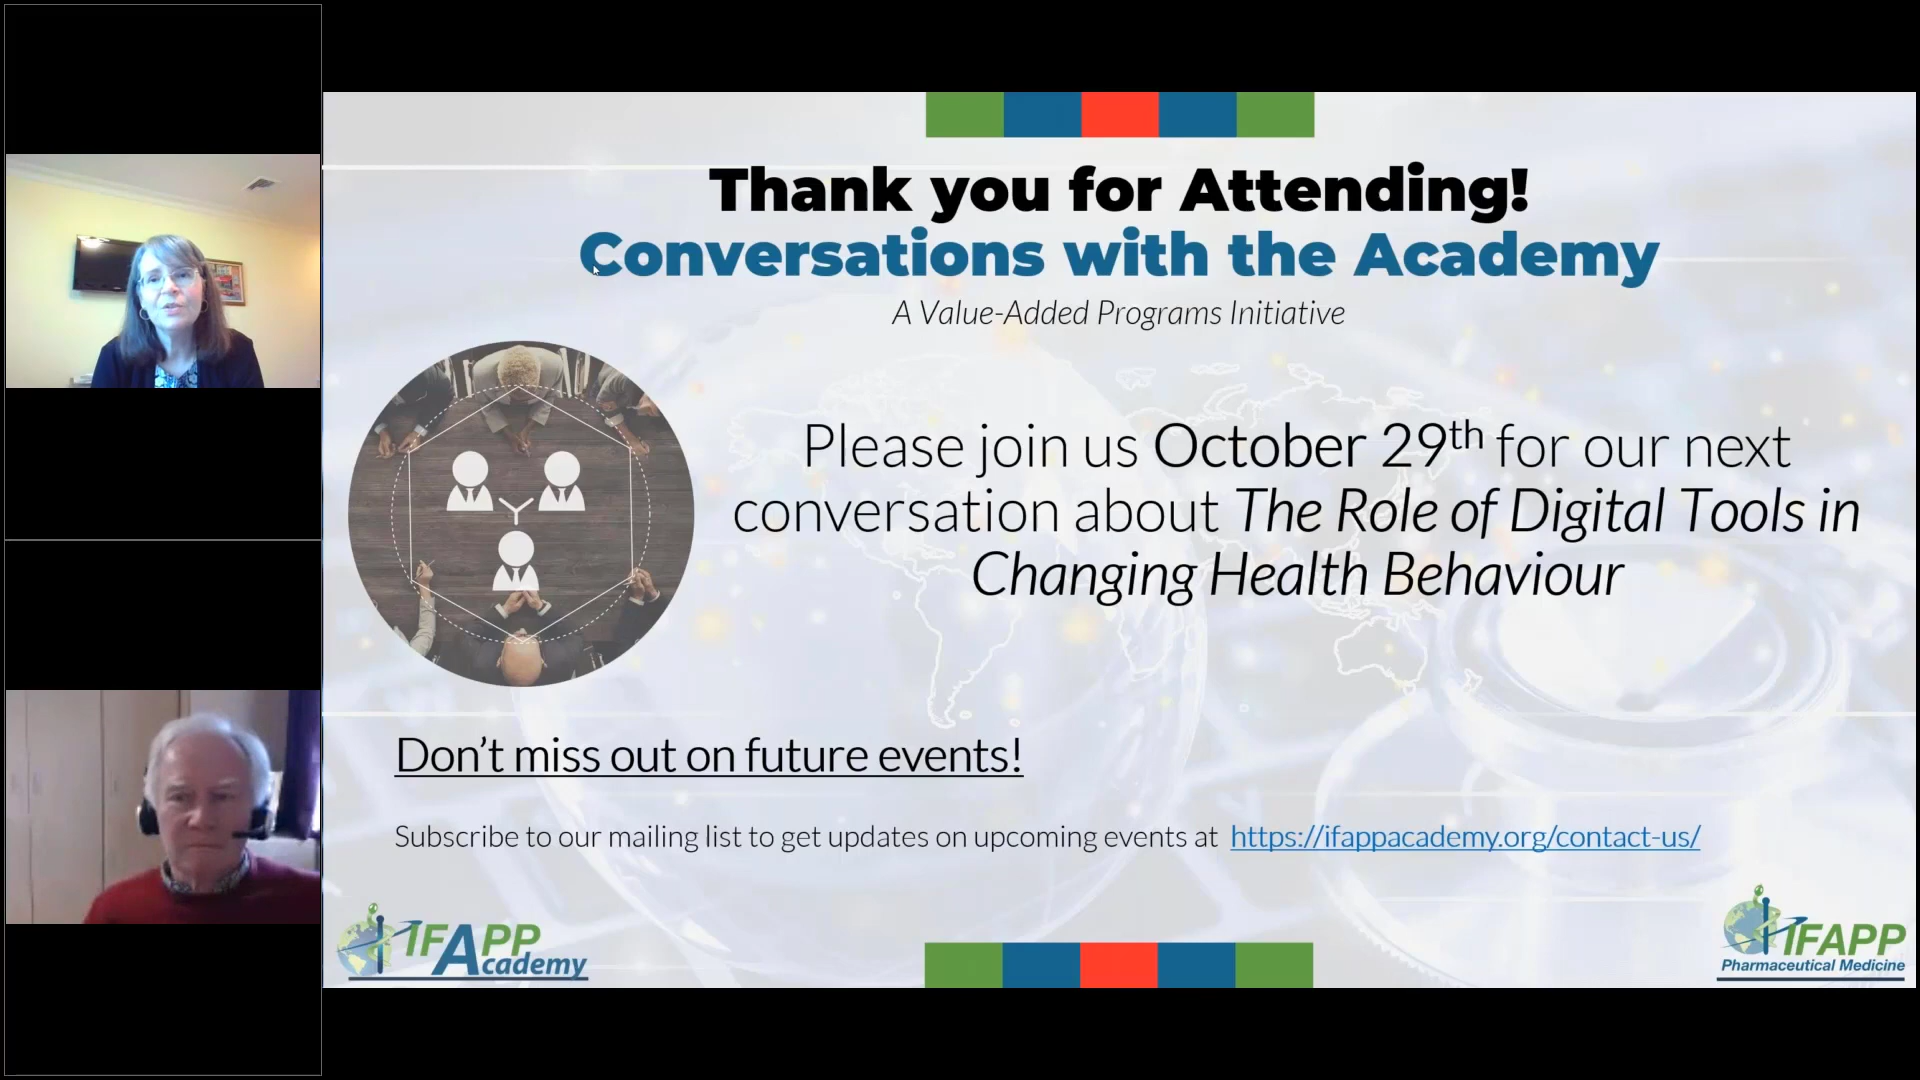 Thank you for Attending!
Conversations with the Academy
A Value-Added Programs Initiative
Please join us October 29th for our next
conversation about The Role of Digital Tools in
Changing Health Behaviour
Don't miss out on future events!
Subscribe to our mailing list to get updates on upcoming events at https://ifappacademy.org/contact-us/
IFAPP
Academy
IFAPP
Pharmaceutical Medicine